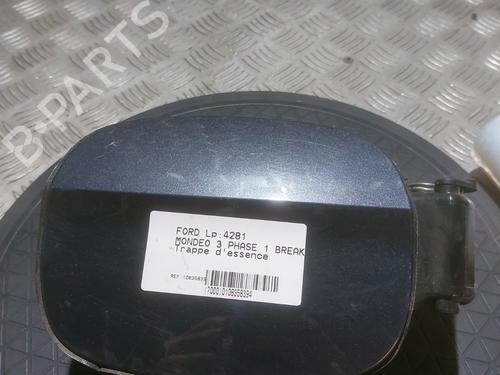 B-PARTS
FORD Lp:4281
MONDEO 3 PHASE 1 BREAK
Trappe d'essence